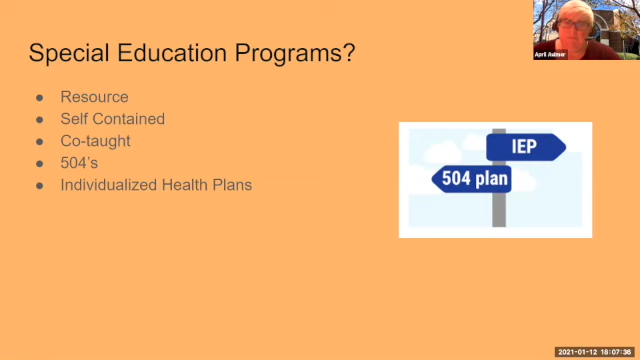 Special Education Programs?
Resource
Self Contained
Co-taught
504's
Individualized Health Plans
IEP
504 plan
April Aulmer
2021-01-12 18:07:36